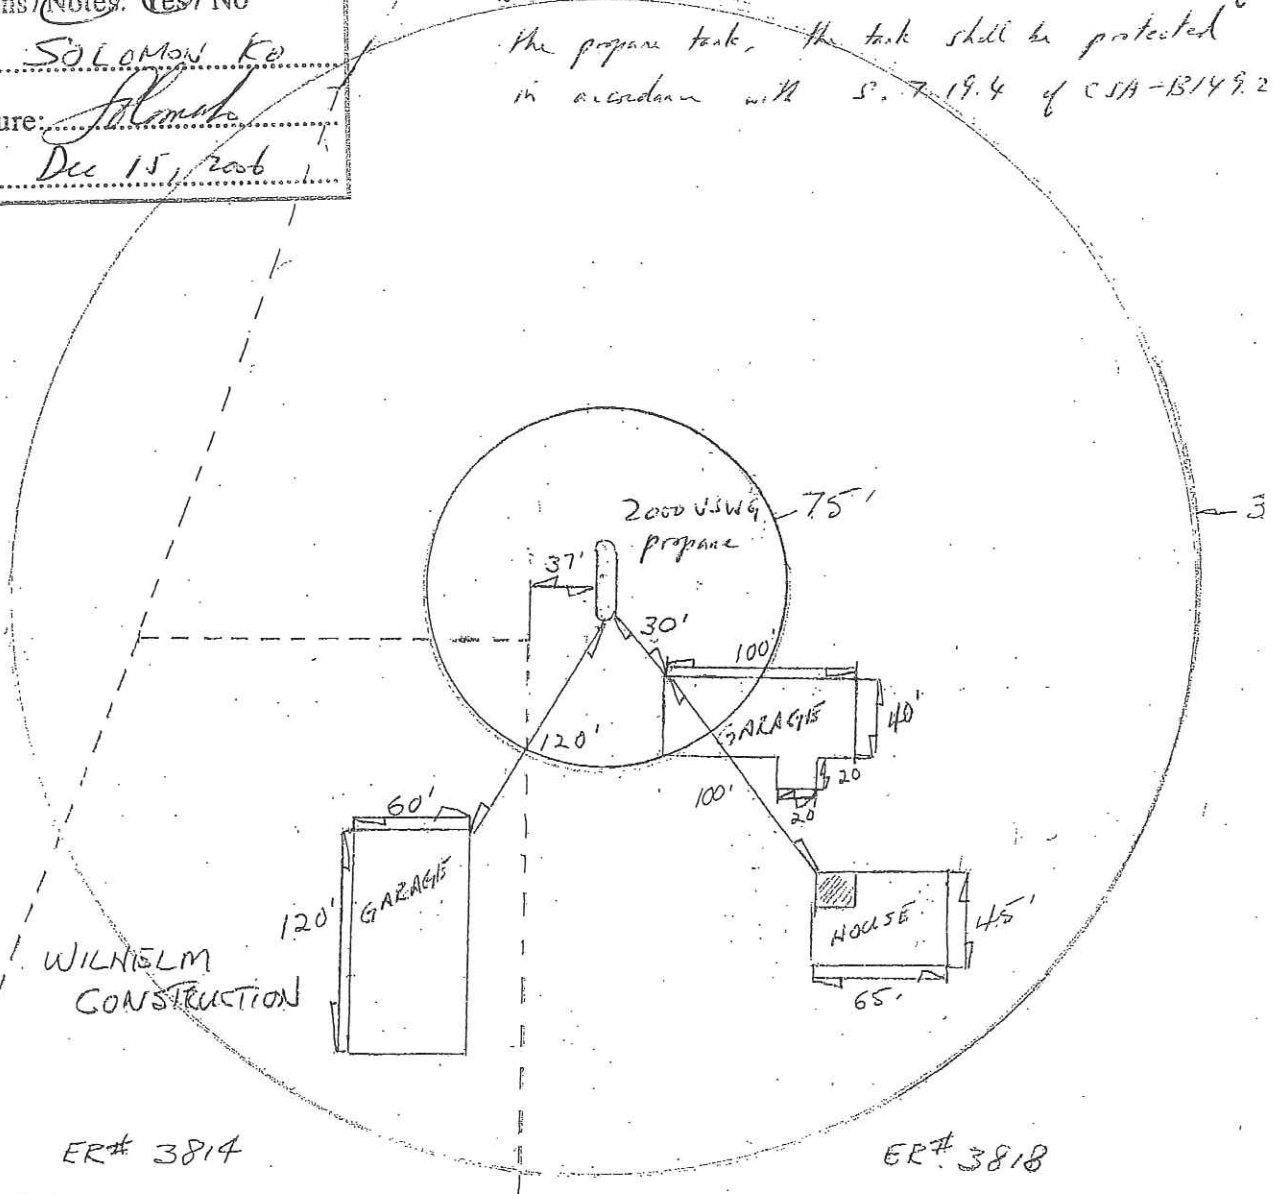 ns/Notes: Yes/ No
SOLOMON KO
ure:
Dec 15, 2006
the propane tank, the tank shall be protected
in accordance with S. 7.19.4 of CSA-B149.2
2000 USWG
propane
75'
3
37'
30'
100'
GARAGE
40'
20
20
120'
100'
60'
GARAGE
120'
HOUSE
45'
65'
WILHELM
CONSTRUCTION
ER# 3814
ER# 3818